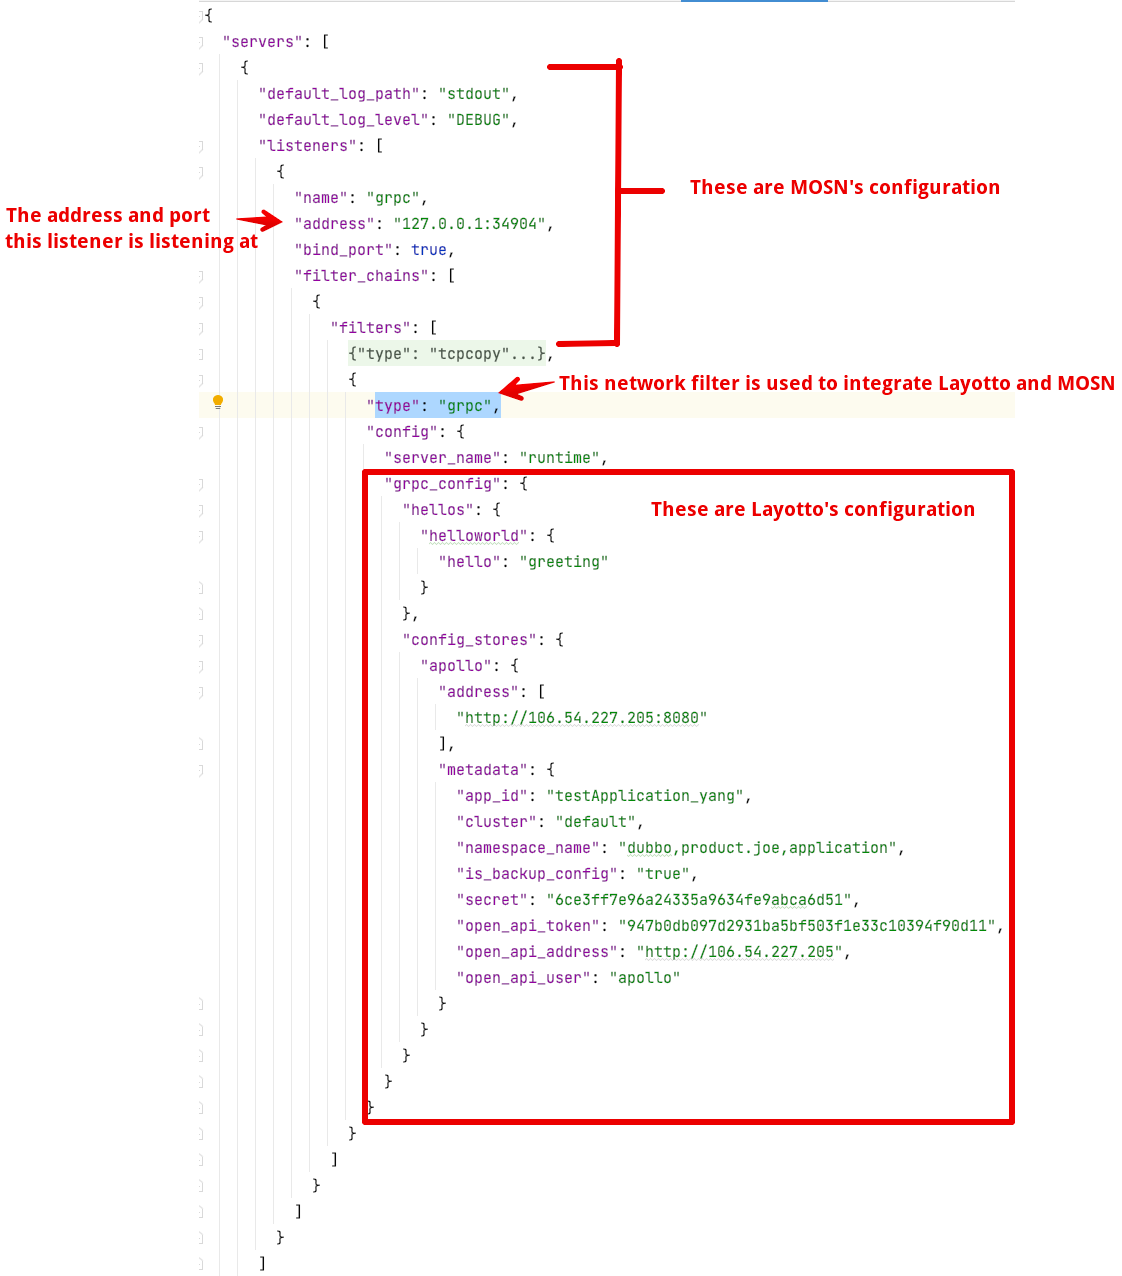 {
"servers": [
{
"default_log_path": "stdout",
"default_log_level": "DEBUG",
"listeners": [
{
"name": "grpc",
These are MOSN's configuration
The address and port
this listener is listening at
"address": "127.0.0.1:34904",
"bind_port": true,
"filter_chains": [
{
"filters": [
{"type": "tcpcopy"...},
{
This network filter is used to integrate Layotto and MOSN
"type": "grpc",
"config": {
"server_name": "runtime",
"grpc_config": {
These are Layotto's configuration
"hellos": {
"helloworld": {
"hello": "greeting"
}
},
"config_stores": {
"apollo": {
"address": [
"http://106.54.227.205:8080"
],
"metadata": {
"app_id": "testApplication_yang",
"cluster": "default",
"namespace_name": "dubbo,product.joe,application",
"is_backup_config": "true",
"secret": "6ce3ff7e96a24335a9634fe9abca6d51",
"open_api_token": "947b0db097d2931ba5bf503f1e33c10394f90d11",
"open_api_address": "http://106.54.227.205",
"open_api_user": "apollo"
}
}
}
}
}
}
]
}
]
}
]